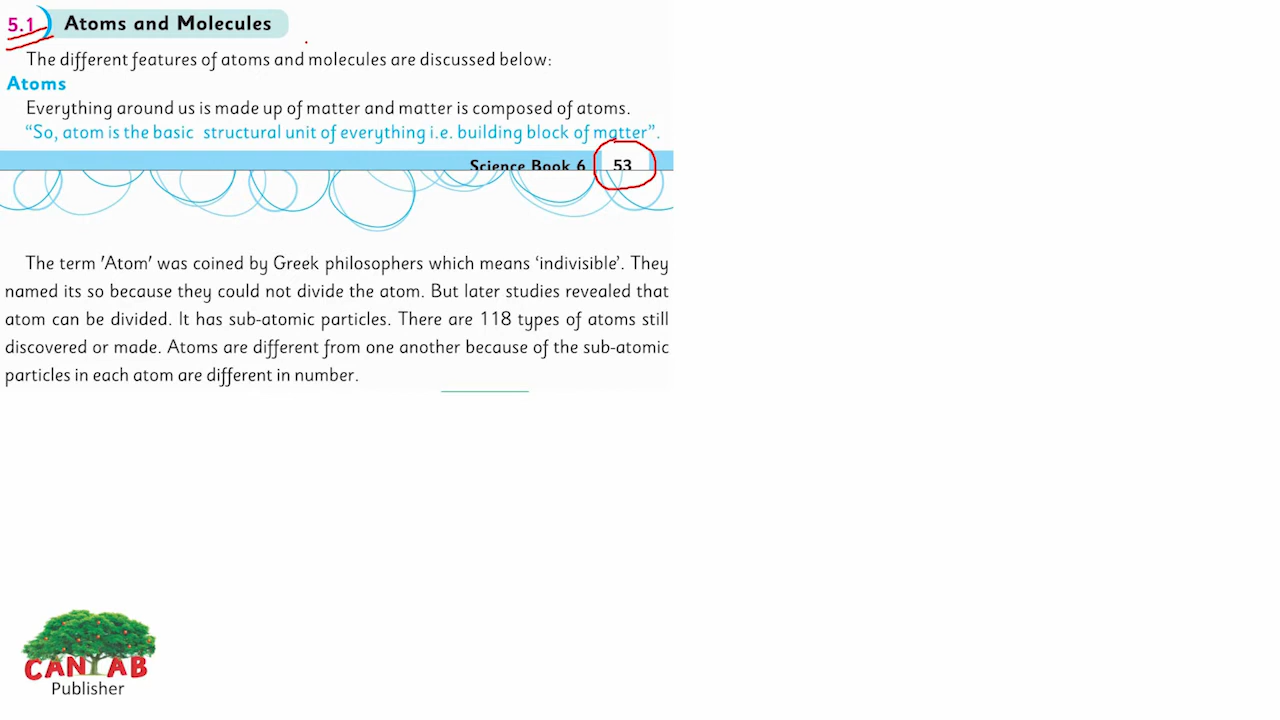 5.1 Atoms and Molecules
The different features of atoms and molecules are discussed below:
Atoms
Everything around us is made up of matter and matter is composed of atoms.
“So, atom is the basic structural unit of everything i.e. building block of matter”.
Science Book 6 53
The term 'Atom' was coined by Greek philosophers which means ‘indivisible’. They
named its so because they could not divide the atom. But later studies revealed that
atom can be divided. It has sub-atomic particles. There are 118 types of atoms still
discovered or made. Atoms are different from one another because of the sub-atomic
particles in each atom are different in number.
CANTAB
Publisher